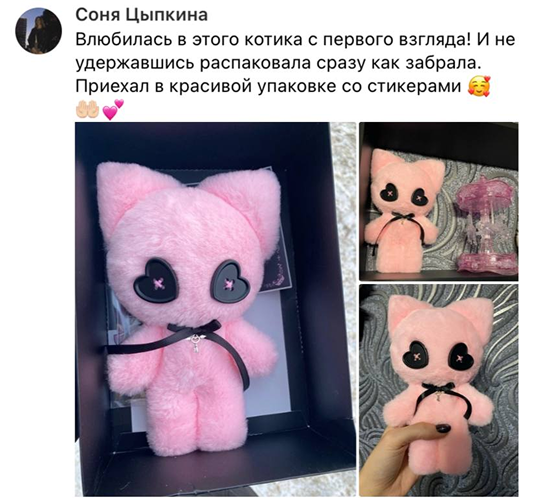 Соня Цыпкина
Влюбилась в этого котика с первого взгляда! И не
удержавшись распаковала сразу как забрала.
Приехал в красивой упаковке со стикерами 🥰
🤲🏻💕